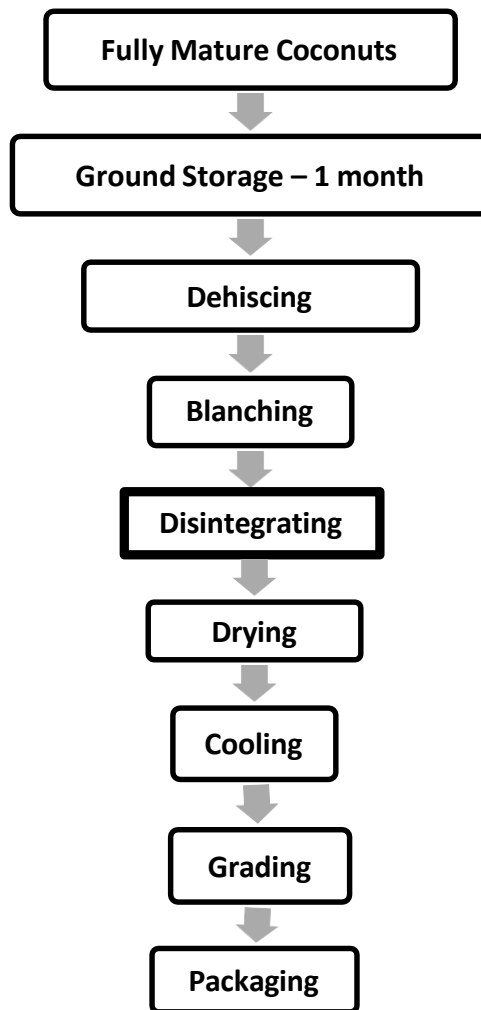 Fully Mature Coconuts
Ground Storage – 1 month
Dehiscing
Blanching
Disintegrating
Drying
Cooling
Grading
Packaging